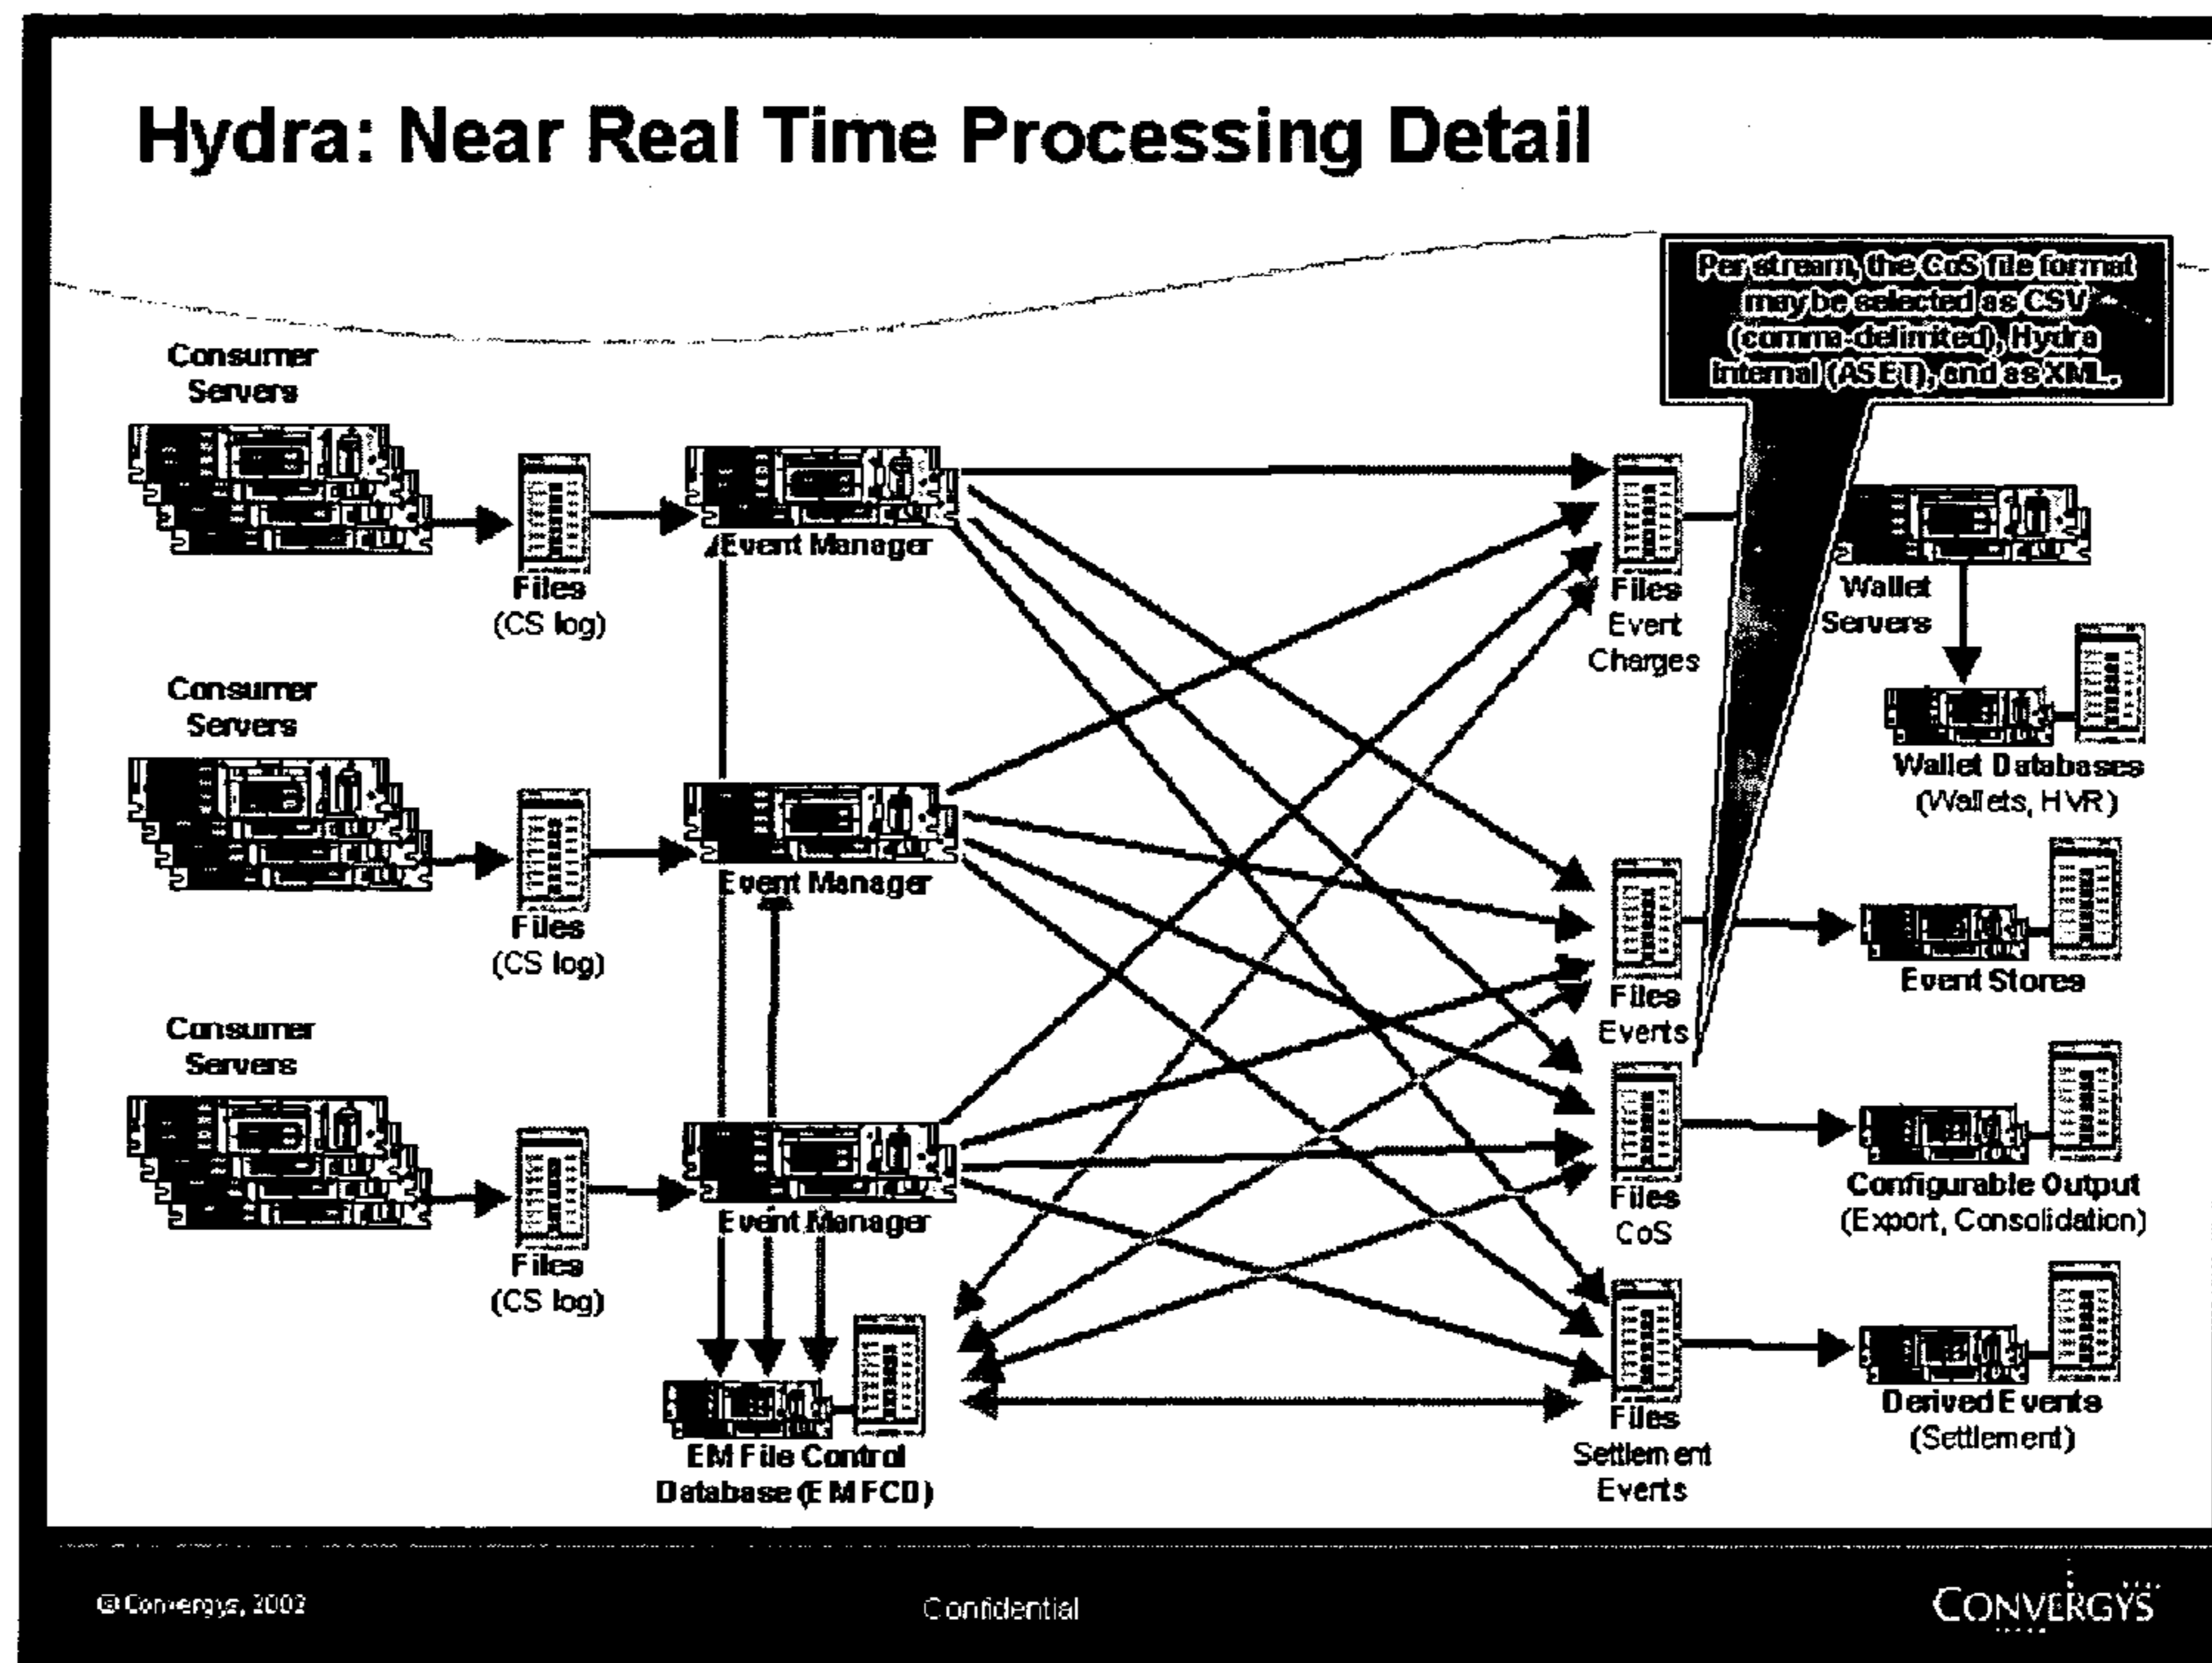 Hydra: Near Real Time Processing Detail
Per stream, the CoS file format
may be selected as CSV
(comma-delimited), Hydra
internal (ASET), and as XML.
Consumer
Servers
Files
(CS log)
Event Manager
Files
Event
Charges
Wallet
Servers
Wallet Databases
(Wallets, HVR)
Consumer
Servers
Files
(CS log)
Event Manager
Files
Events
Event Stores
Consumer
Servers
Files
(CS log)
Event Manager
Files
CoS
Configurable Output
(Export, Consolidation)
EM File Control
Database (EMFCD)
Files
Settlement
Events
Derived Events
(Settlement)
© Convergys, 2002
Confidential
CONVERGYS